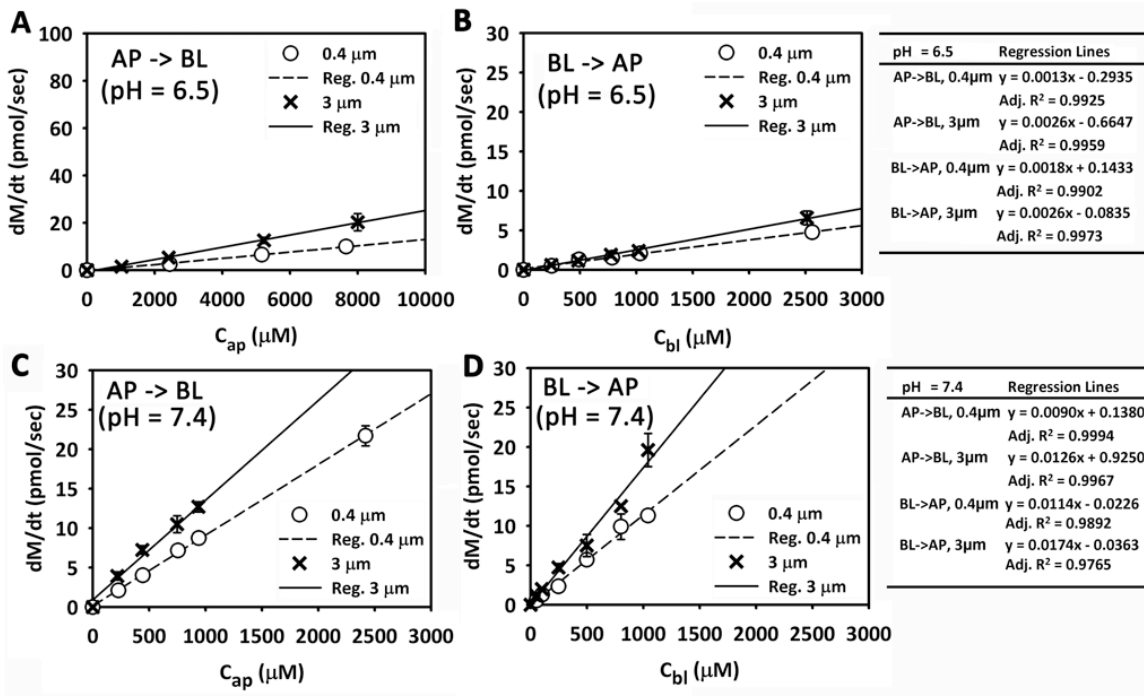 A
AP -> BL
(pH = 6.5)
0.4 μm
Reg. 0.4 μm
3 μm
Reg. 3 μm
dM/dt (pmol/sec)
100
80
60
40
20
0
0 2000 4000 6000 8000 10000
C_ap (μM)
B
BL -> AP
(pH = 6.5)
0.4 μm
Reg. 0.4 μm
3 μm
Reg. 3 μm
dM/dt (pmol/sec)
30
25
20
15
10
5
0
0 500 1000 1500 2000 2500 3000
C_bl (μM)
pH = 6.5 Regression Lines
AP->BL, 0.4μm y = 0.0013x - 0.2935
Adj. R² = 0.9925
AP->BL, 3μm y = 0.0026x - 0.6647
Adj. R² = 0.9959
BL->AP, 0.4μm y = 0.0018x + 0.1433
Adj. R² = 0.9902
BL->AP, 3μm y = 0.0026x - 0.0835
Adj. R² = 0.9973
C
AP -> BL
(pH = 7.4)
0.4 μm
Reg. 0.4 μm
3 μm
Reg. 3 μm
dM/dt (pmol/sec)
30
25
20
15
10
5
0
0 500 1000 1500 2000 2500 3000
C_ap (μM)
D
BL -> AP
(pH = 7.4)
0.4 μm
Reg. 0.4 μm
3 μm
Reg. 3 μm
dM/dt (pmol/sec)
30
25
20
15
10
5
0
0 500 1000 1500 2000 2500 3000
C_bl (μM)
pH = 7.4 Regression Lines
AP->BL, 0.4μm y = 0.0090x + 0.1380
Adj. R² = 0.9994
AP->BL, 3μm y = 0.0126x + 0.9250
Adj. R² = 0.9967
BL->AP, 0.4μm y = 0.0114x - 0.0226
Adj. R² = 0.9892
BL->AP, 3μm y = 0.0174x - 0.0363
Adj. R² = 0.9765